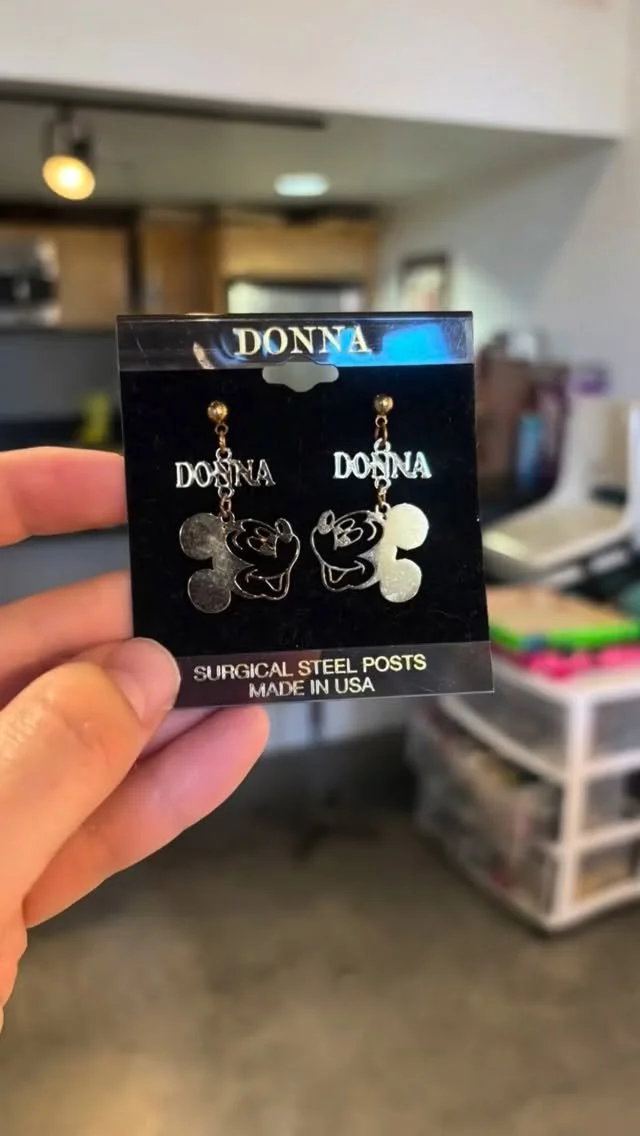 DONNA
DONNA DONNA
SURGICAL STEEL POSTS
MADE IN USA